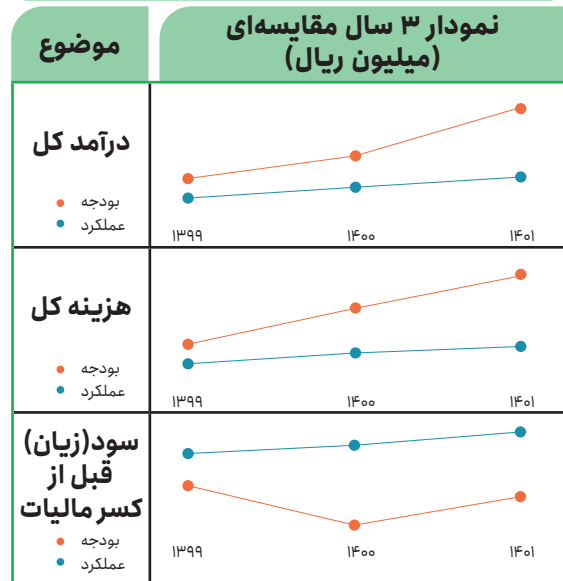 موضوع
نمودار ۳ سال مقایسه‌ای
(میلیون ریال)
درآمد کل
بودجه
عملکرد
۱۳۹۹ ۱۴۰۰ ۱۴۰۱
هزینه کل
بودجه
عملکرد
۱۳۹۹ ۱۴۰۰ ۱۴۰۱
سود(زیان)
قبل از
کسر مالیات
بودجه
عملکرد
۱۳۹۹ ۱۴۰۰ ۱۴۰۱